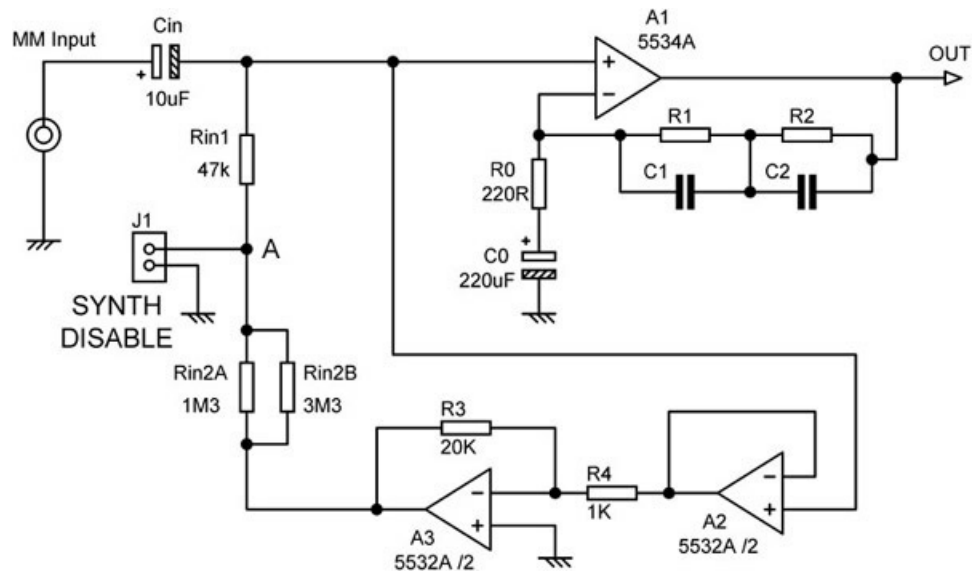 MM Input
Cin
+
10uF
A1
5534A
OUT
+
−
Rin1
47k
R1
R2
R0
220R
C1
C2
J1
A
+
C0
220uF
SYNTH
DISABLE
Rin2A
1M3
Rin2B
3M3
R3
20K
R4
1K
−
+
A3
5532A /2
−
+
A2
5532A /2